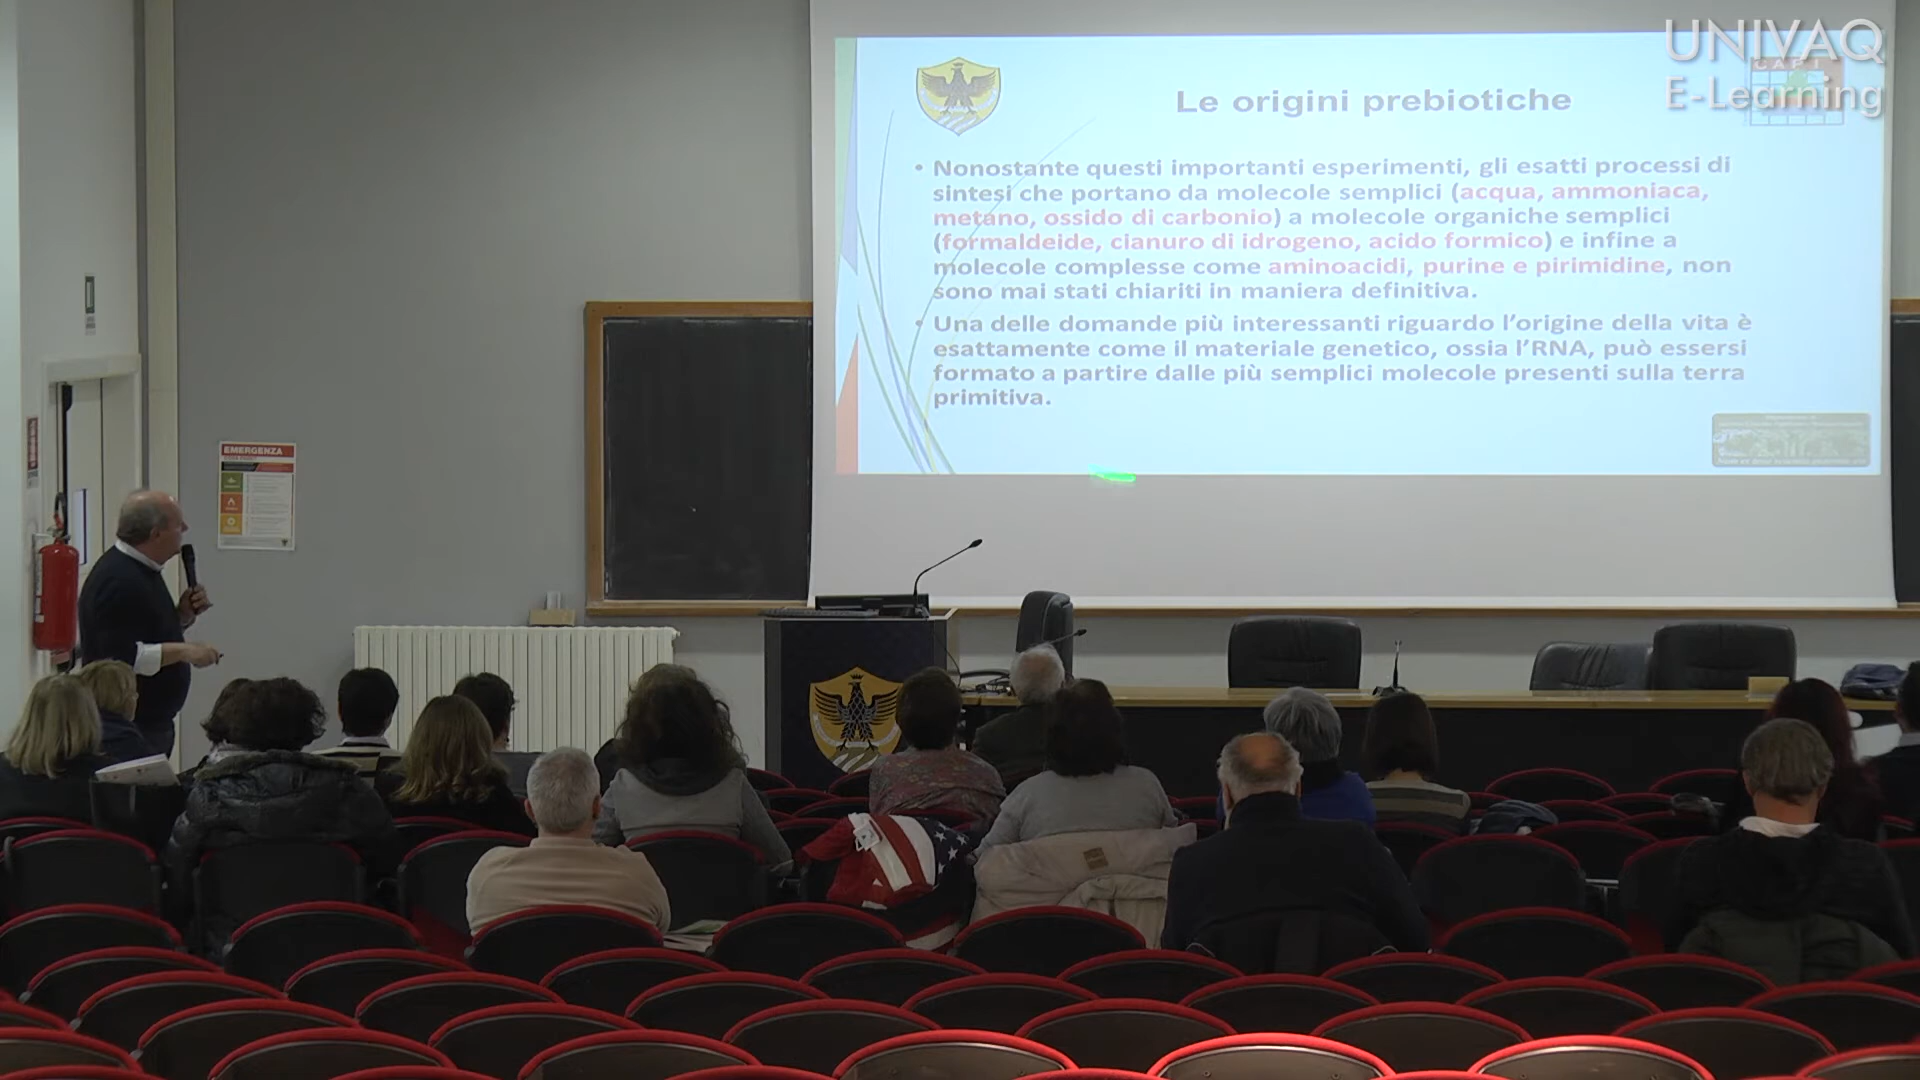 UNIVAQ
E-Learning
Le origini prebiotiche
• Nonostante questi importanti esperimenti, gli esatti processi di
sintesi che portano da molecole semplici (acqua, ammoniaca,
metano, ossido di carbonio) a molecole organiche semplici
(formaldeide, cianuro di idrogeno, acido formico) e infine a
molecole complesse come aminoacidi, purine e pirimidine, non
sono mai stati chiariti in maniera definitiva.
• Una delle domande più interessanti riguardo l'origine della vita è
esattamente come il materiale genetico, ossia l'RNA, può essersi
formato a partire dalle più semplici molecole presenti sulla terra
primitiva.
EMERGENZA